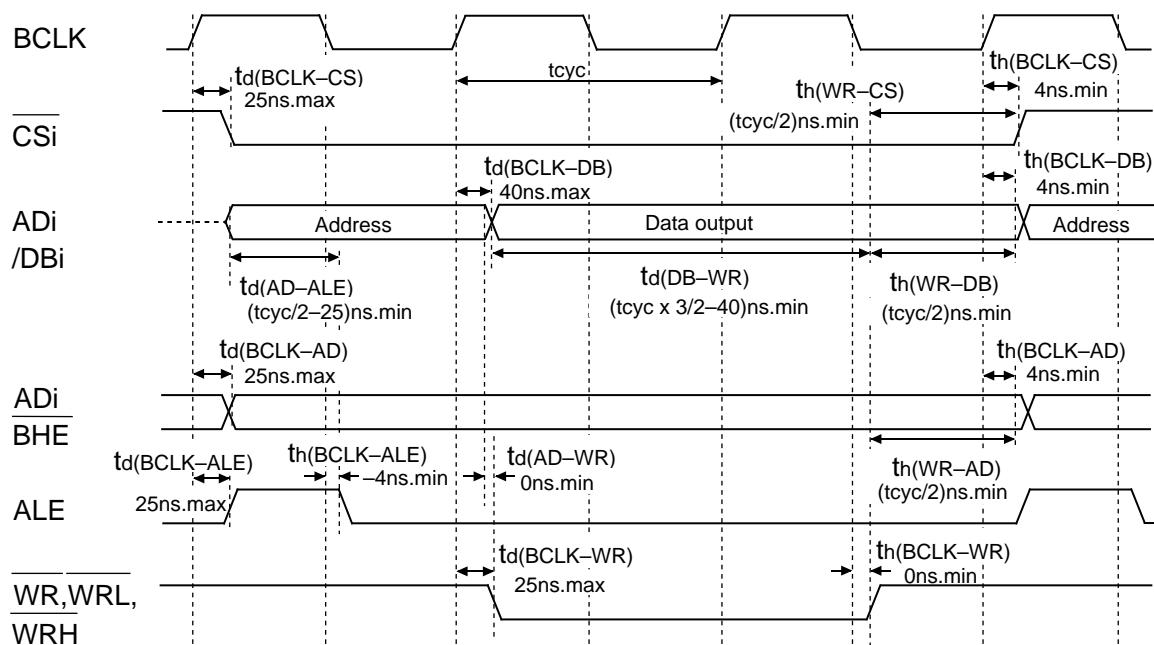 BCLK
td(BCLK–CS)
25ns.max
tcyc
th(BCLK–CS)
4ns.min
th(WR–CS)
(tcyc/2)ns.min
CSi
td(BCLK–DB)
40ns.max
th(BCLK–DB)
4ns.min
ADi
/DBi
Address
Data output
Address
td(AD–ALE)
(tcyc/2–25)ns.min
td(DB–WR)
(tcyc x 3/2–40)ns.min
th(WR–DB)
(tcyc/2)ns.min
td(BCLK–AD)
25ns.max
th(BCLK–AD)
4ns.min
ADi
BHE
td(BCLK–ALE)
25ns.max
th(BCLK–ALE)
–4ns.min
td(AD–WR)
0ns.min
th(WR–AD)
(tcyc/2)ns.min
ALE
td(BCLK–WR)
25ns.max
th(BCLK–WR)
0ns.min
WR,WRL,
WRH